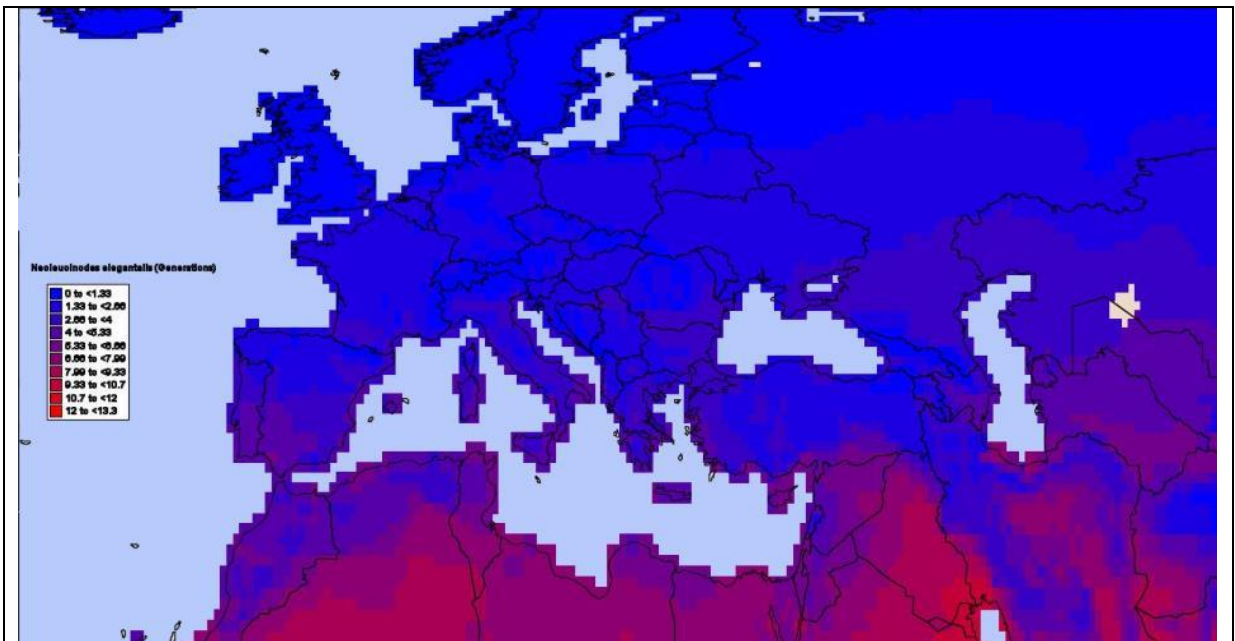 Neoleucinodes elegantalis (Generations)
0 to <1.33
1.33 to <2.66
2.66 to <4
4 to <5.33
5.33 to <6.66
6.66 to <7.99
7.99 to <9.33
9.33 to <10.7
10.7 to <12
12 to <13.3